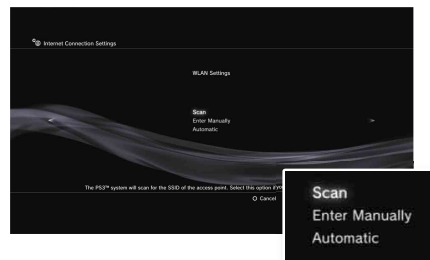 Internet Connection Settings
WLAN Settings
Scan
Enter Manually
Automatic
The PS3™ system will scan for the SSID of the access point. Select this option if yo
Cancel
Scan
Enter Manually
Automatic